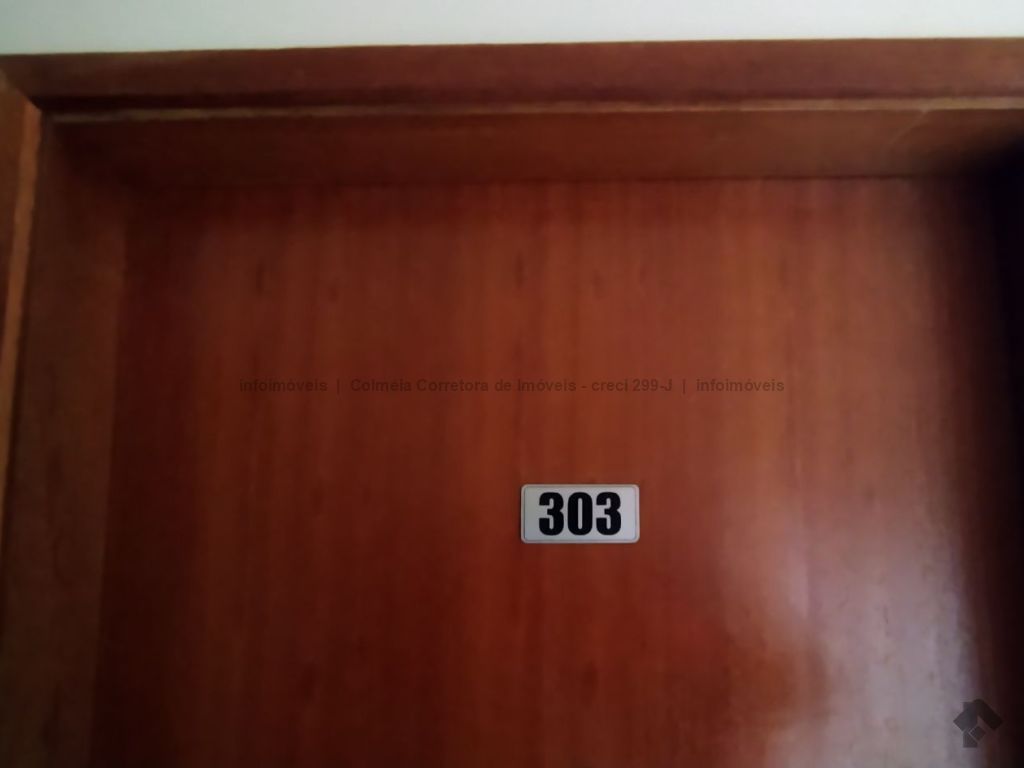 infoimóveis | Colméia Corretora de Imóveis - creci 299-J | infoimóveis
303